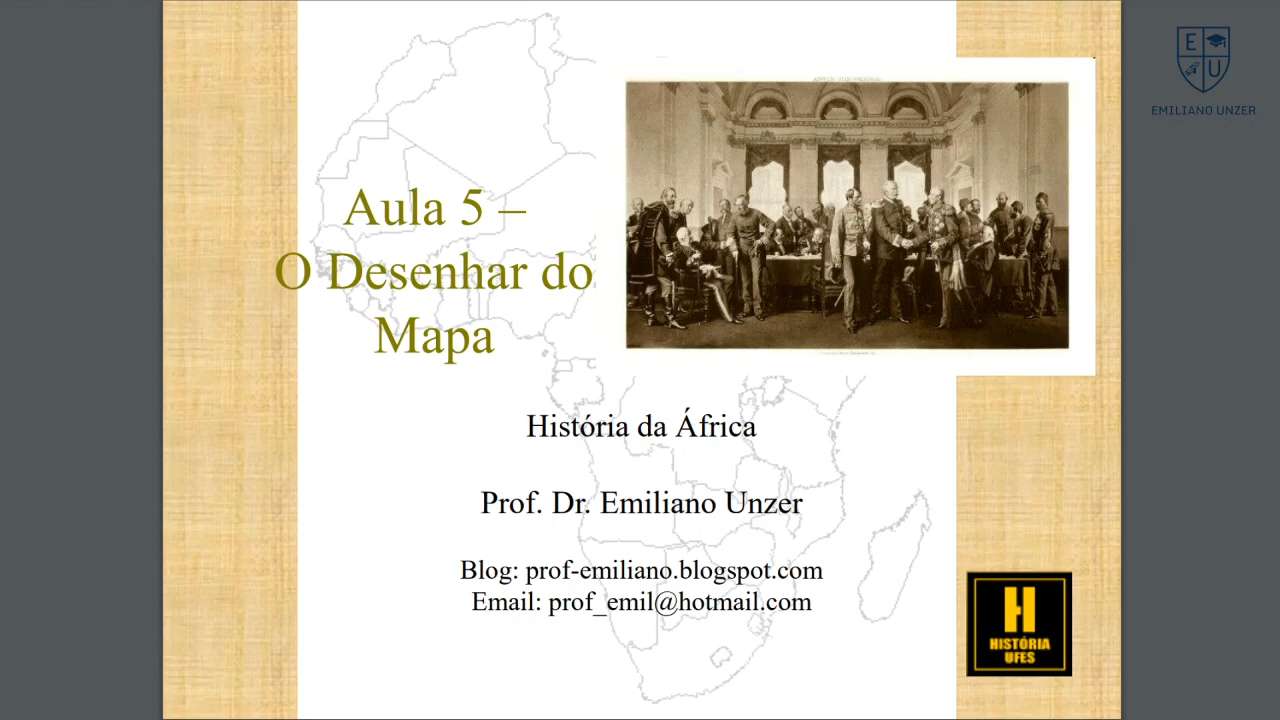 Aula 5 –
O Desenhar do
Mapa
História da África
Prof. Dr. Emiliano Unzer
Blog: prof-emiliano.blogspot.com
Email: prof_emil@hotmail.com
E
U
EMILIANO UNZER
H
HISTÓRIA
UFES